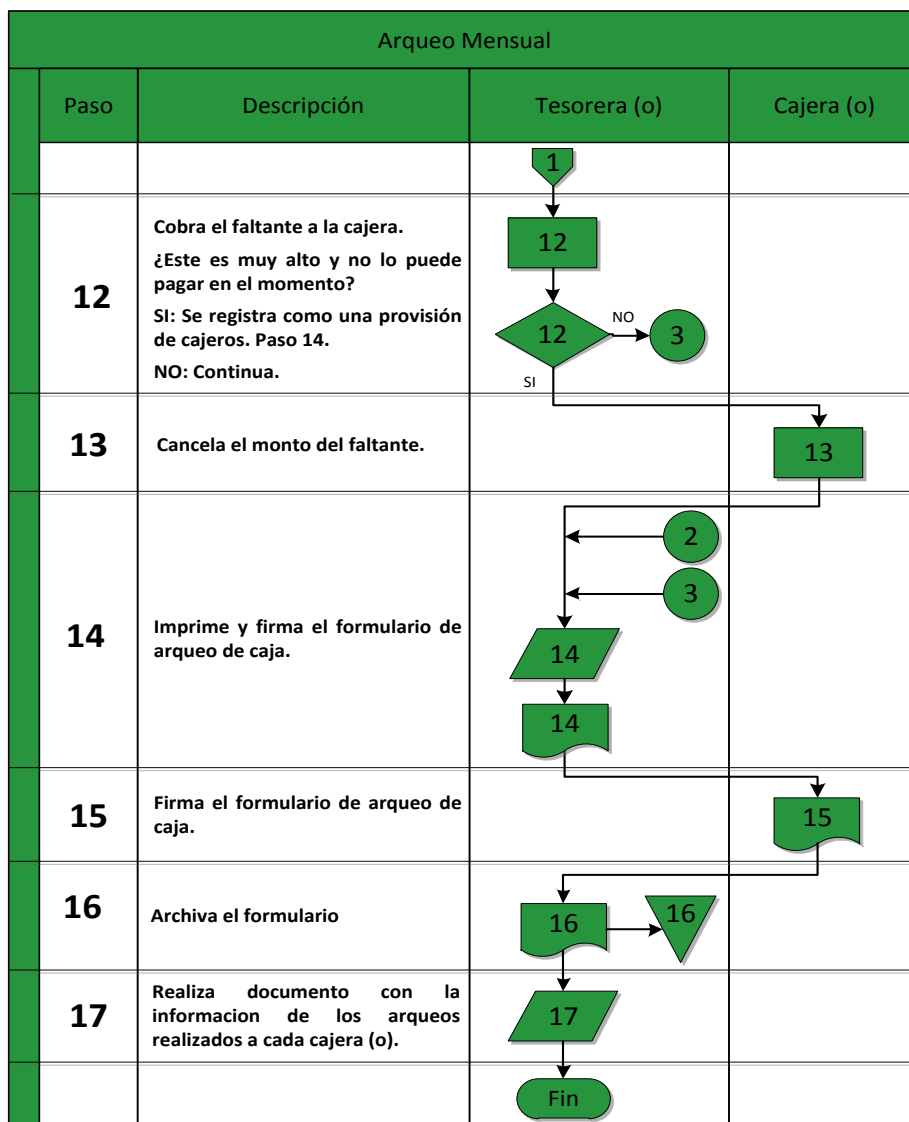 Arqueo Mensual
Paso
Descripción
Tesorera (o)
Cajera (o)
1
12
Cobra el faltante a la cajera.
¿Este es muy alto y no lo puede
pagar en el momento?
SI: Se registra como una provisión
de cajeros. Paso 14.
NO: Continua.
12
12
NO
3
SI
13
Cancela el monto del faltante.
13
14
Imprime y firma el formulario de
arqueo de caja.
2
3
14
14
15
Firma el formulario de arqueo de
caja.
15
16
Archiva el formulario
16
16
17
Realiza documento con la
informacion de los arqueos
realizados a cada cajera (o).
17
Fin